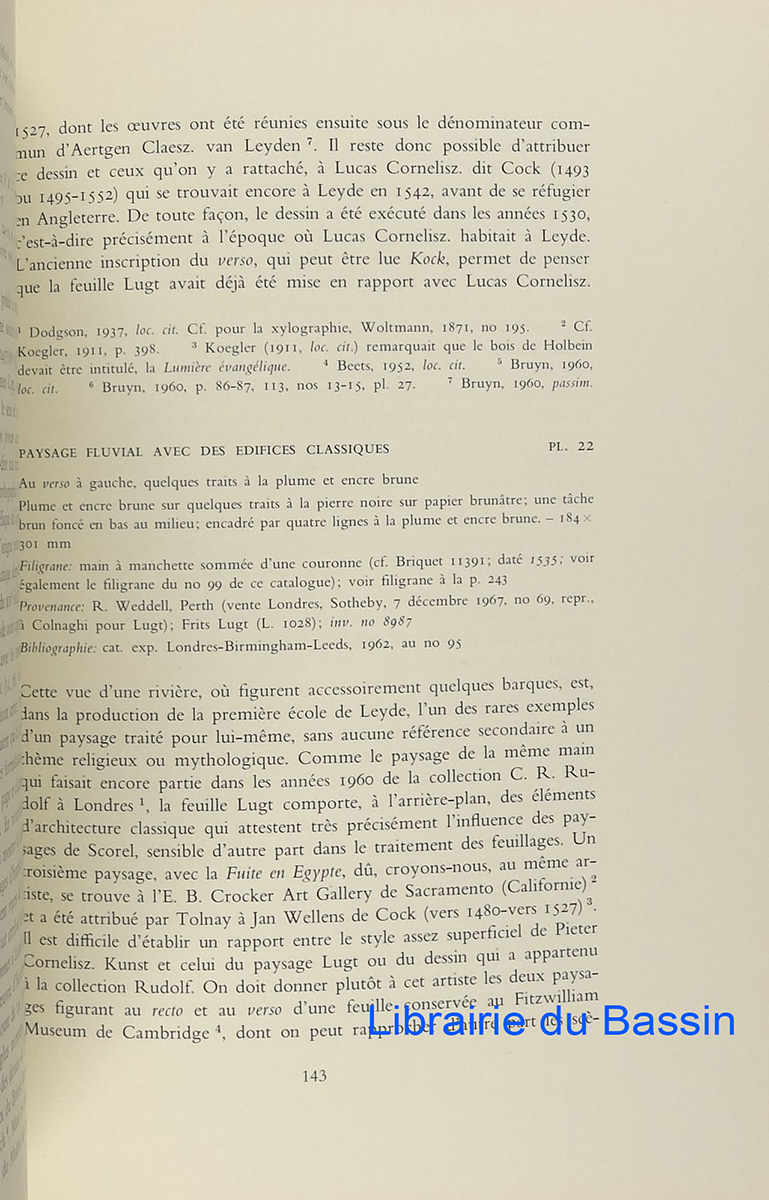 1527, dont les œuvres ont été réunies ensuite sous le dénominateur com-
mun d'Aertgen Claesz. van Leyden ⁷. Il reste donc possible d'attribuer
ce dessin et ceux qu'on y a rattaché, à Lucas Cornelisz. dit Cock (1493
ou 1495-1552) qui se trouvait encore à Leyde en 1542, avant de se réfugier
en Angleterre. De toute façon, le dessin a été exécuté dans les années 1530,
c'est-à-dire précisément à l'époque où Lucas Cornelisz. habitait à Leyde.
L'ancienne inscription du verso, qui peut être lue Kock, permet de penser
que la feuille Lugt avait déjà été mise en rapport avec Lucas Cornelisz.
¹ Dodgson, 1937, loc. cit. Cf. pour la xylographie, Woltmann, 1871, no 195. ² Cf.
Koegler, 1911, p. 398. ³ Koegler (1911, loc. cit.) remarquait que le bois de Holbein
devait être intitulé, la Lumière évangélique. ⁴ Beets, 1952, loc. cit. ⁵ Bruyn, 1960,
loc. cit. ⁶ Bruyn, 1960, p. 86-87, 113, nos 13-15, pl. 27. ⁷ Bruyn, 1960, passim.
PAYSAGE FLUVIAL AVEC DES EDIFICES CLASSIQUES PL. 22
Au verso à gauche, quelques traits à la plume et encre brune
Plume et encre brune sur quelques traits à la pierre noire sur papier brunâtre; une tâche
brun foncé en bas au milieu; encadré par quatre lignes à la plume et encre brune. – 184 ×
301 mm
Filigrane: main à manchette sommée d'une couronne (cf. Briquet 11391; daté 1535; voir
également le filigrane du no 99 de ce catalogue); voir filigrane à la p. 243
Provenance: R. Weddell, Perth (vente Londres, Sotheby, 7 décembre 1967, no 69, repr.,
à Colnaghi pour Lugt); Frits Lugt (L. 1028); inv. no 8987
Bibliographie: cat. exp. Londres-Birmingham-Leeds, 1962, au no 95
Cette vue d'une rivière, où figurent accessoirement quelques barques, est,
dans la production de la première école de Leyde, l'un des rares exemples
d'un paysage traité pour lui-même, sans aucune référence secondaire à un
thème religieux ou mythologique. Comme le paysage de la même main
qui faisait encore partie dans les années 1960 de la collection C. R. Ru-
dolf à Londres ¹, la feuille Lugt comporte, à l'arrière-plan, des éléments
d'architecture classique qui attestent très précisément l'influence des pay-
sages de Scorel, sensible d'autre part dans le traitement des feuillages. Un
troisième paysage, avec la Fuite en Egypte, dû, croyons-nous, au même ar-
tiste, se trouve à l'E. B. Crocker Art Gallery de Sacramento (Californie) ²
et a été attribué par Tolnay à Jan Wellens de Cock (vers 1480-vers 1527) ³.
Il est difficile d'établir un rapport entre le style assez superficiel de Pieter
Cornelisz. Kunst et celui du paysage Lugt ou du dessin qui a appartenu
à la collection Rudolf. On doit donner plutôt à cet artiste les deux paysa-
ges figurant au recto et au verso d'une feuille conservée au Fitzwilliam
Museum de Cambridge ⁴, dont on peut rapprocher d'autre part les scè-
Librairie du Bassin
143